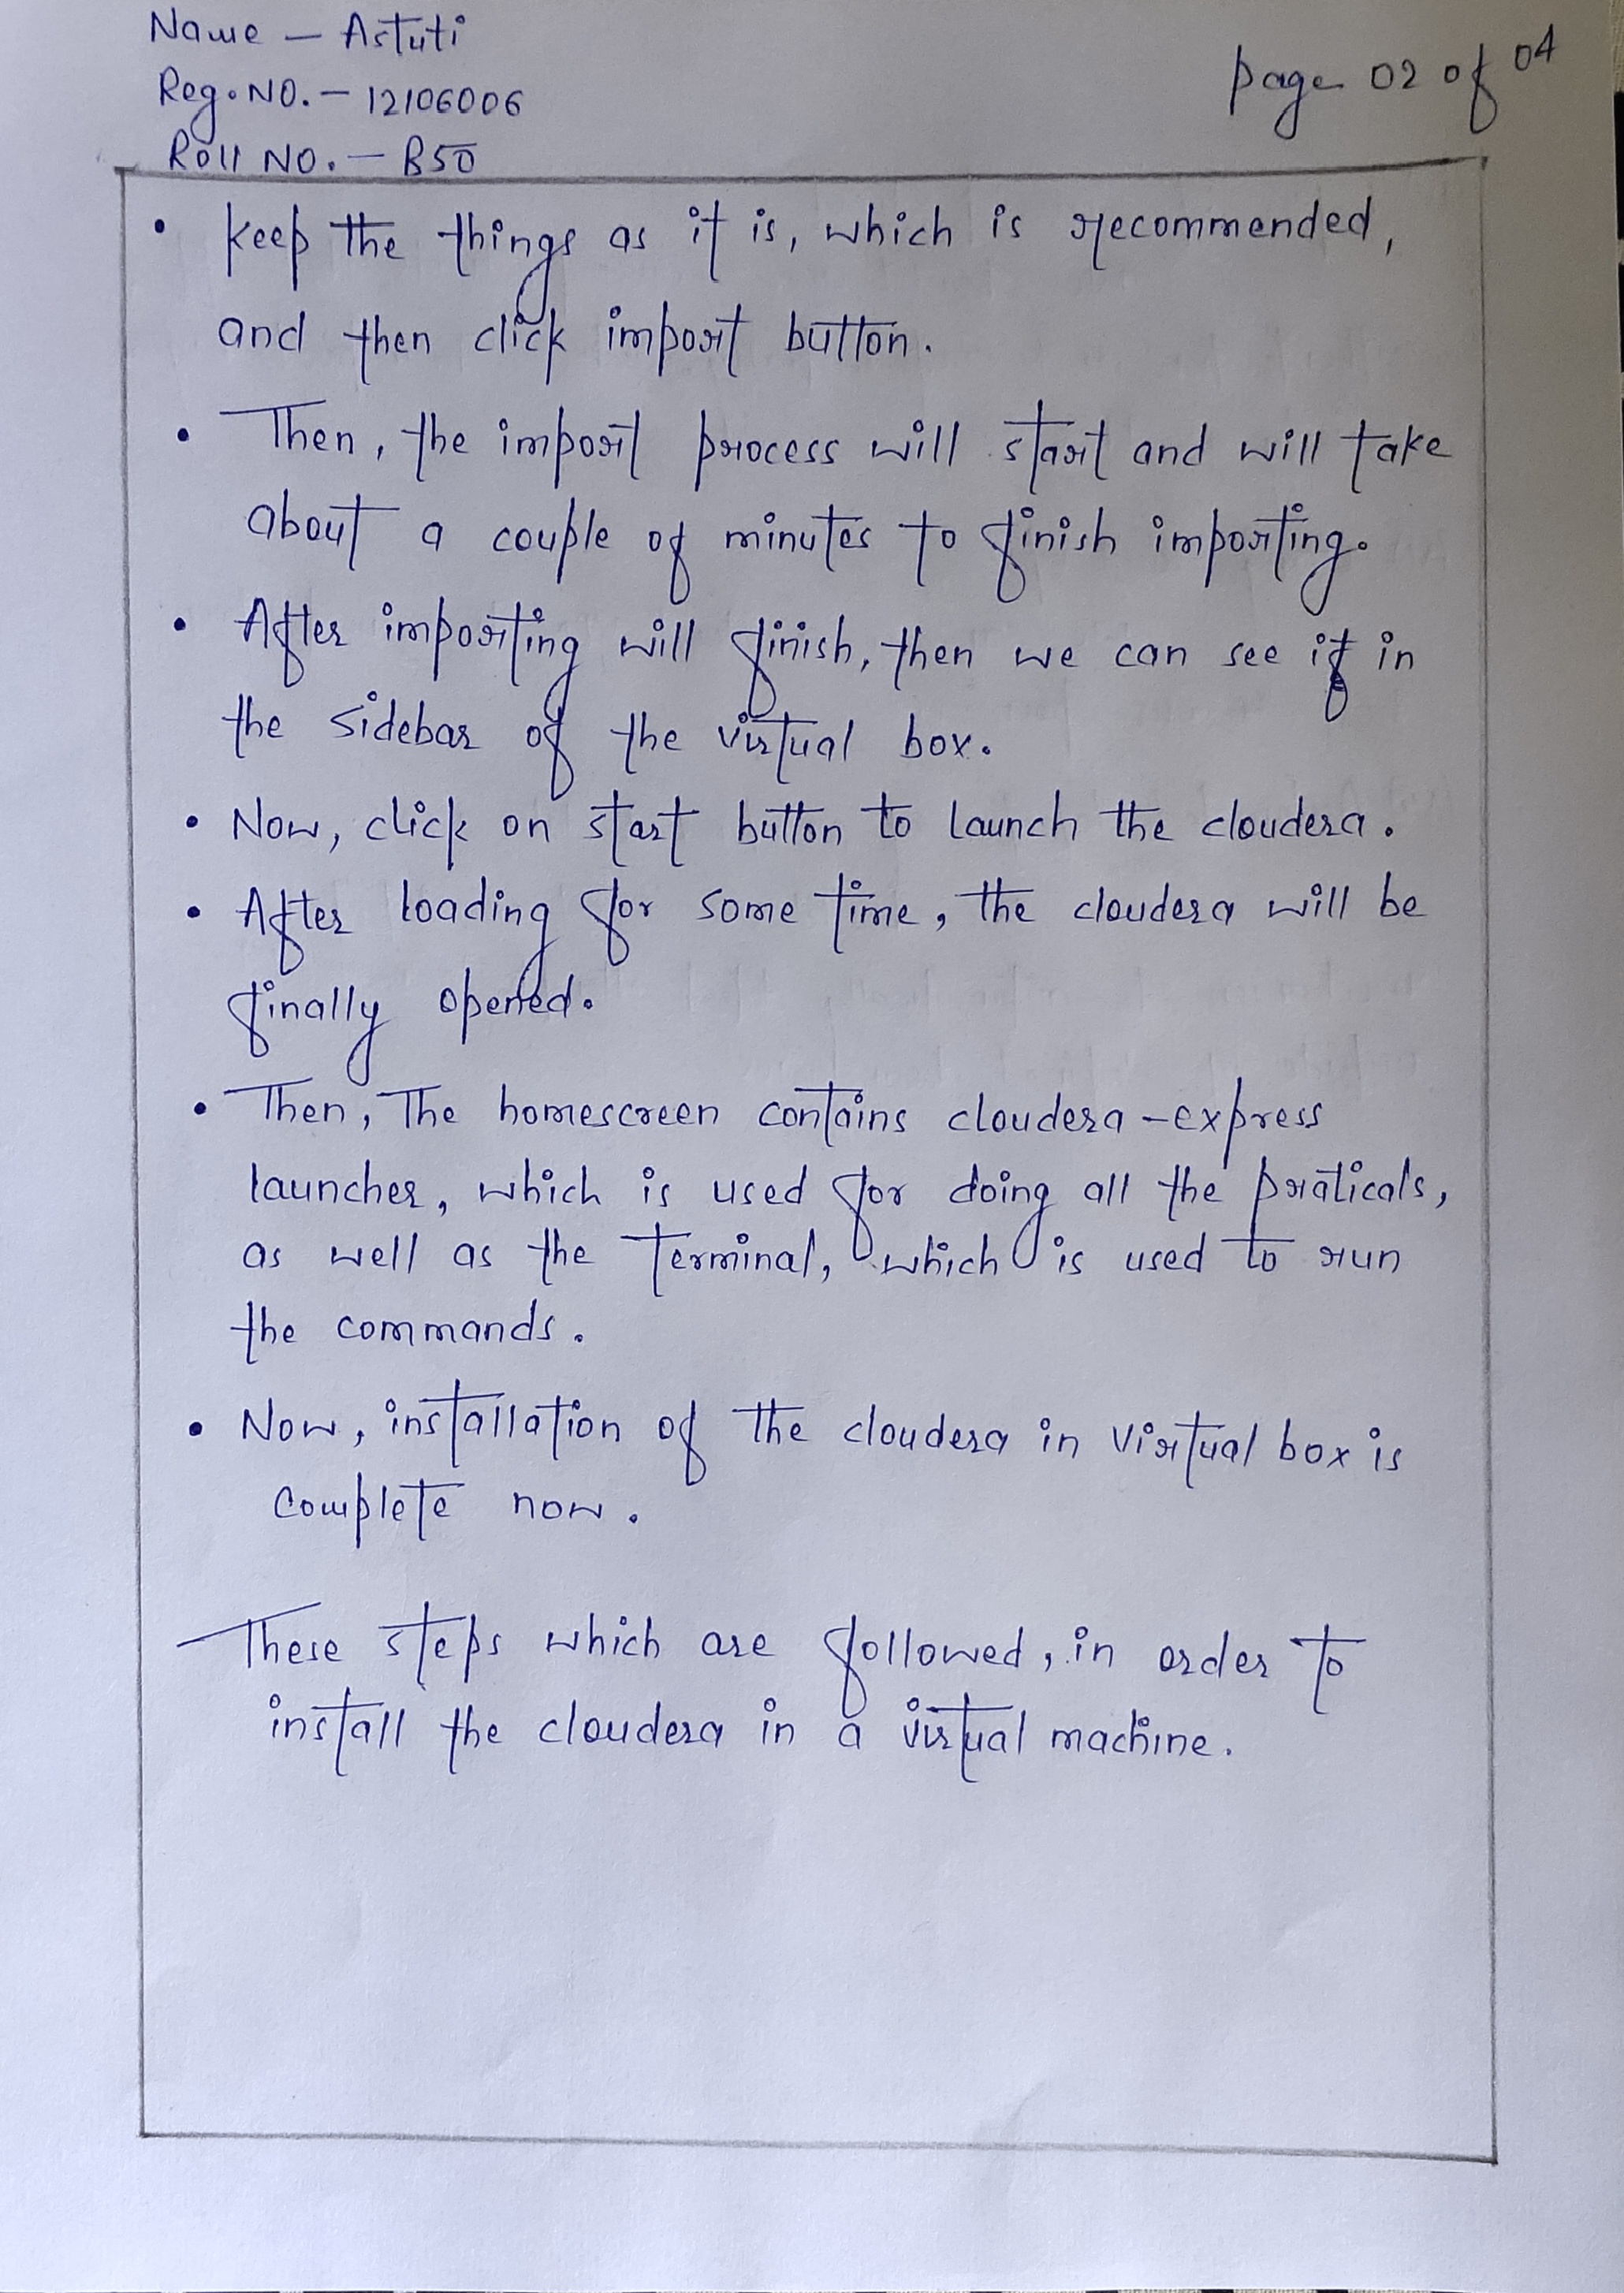 Name – Astuti
Reg. NO. – 12106006
Roll NO. – B50
page 02 of 04
• keep the things as it is, which is recommended,
and then click import button.
• Then, the import process will start and will take
about a couple of minutes to finish importing.
• After importing will finish, then we can see it in
the sidebar of the virtual box.
• Now, click on start button to launch the cloudera.
• After loading for some time, the cloudera will be
finally opened.
• Then, The homescreen contains cloudera-express
launcher, which is used for doing all the praticals,
as well as the terminal, which is used to run
the commands.
• Now, installation of the cloudera in virtual box is
complete now.
These steps which are followed, in order to
install the cloudera in a virtual machine.